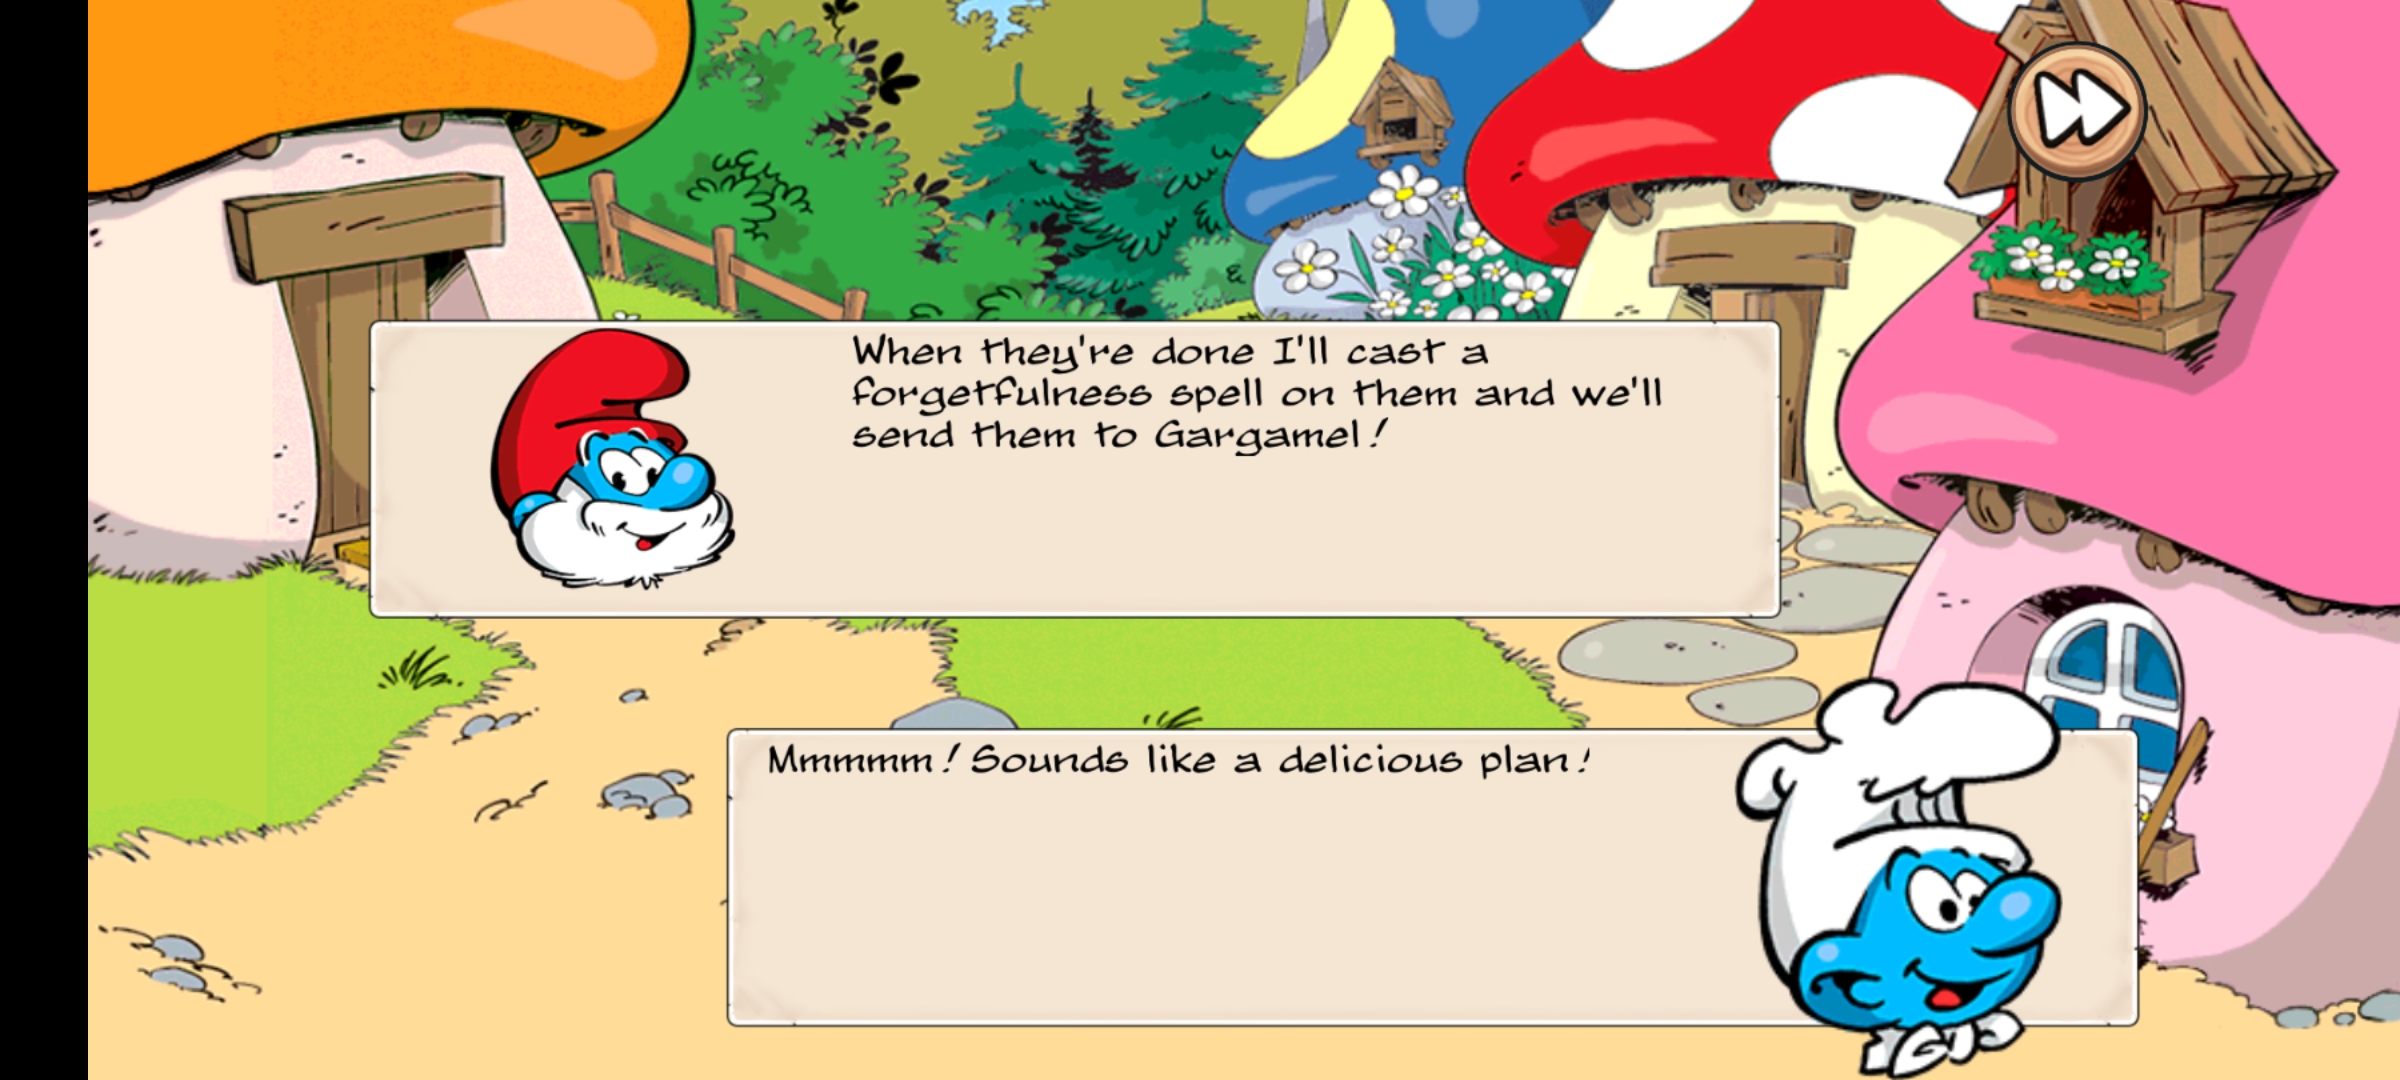 When they're done I'll cast a
forgetfulness spell on them and we'll
send them to Gargamel!
Mmmmm! Sounds like a delicious plan!